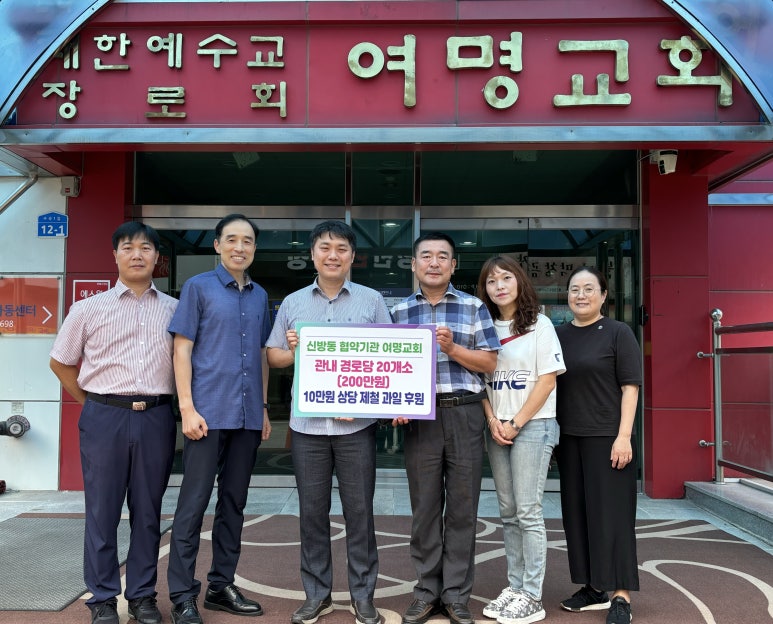 대한예수교
장로회
여명교회
12-1
698
신방동 협약기관 여명교회
관내 경로당 20개소
(200만원)
10만원 상당 제철 과일 후원